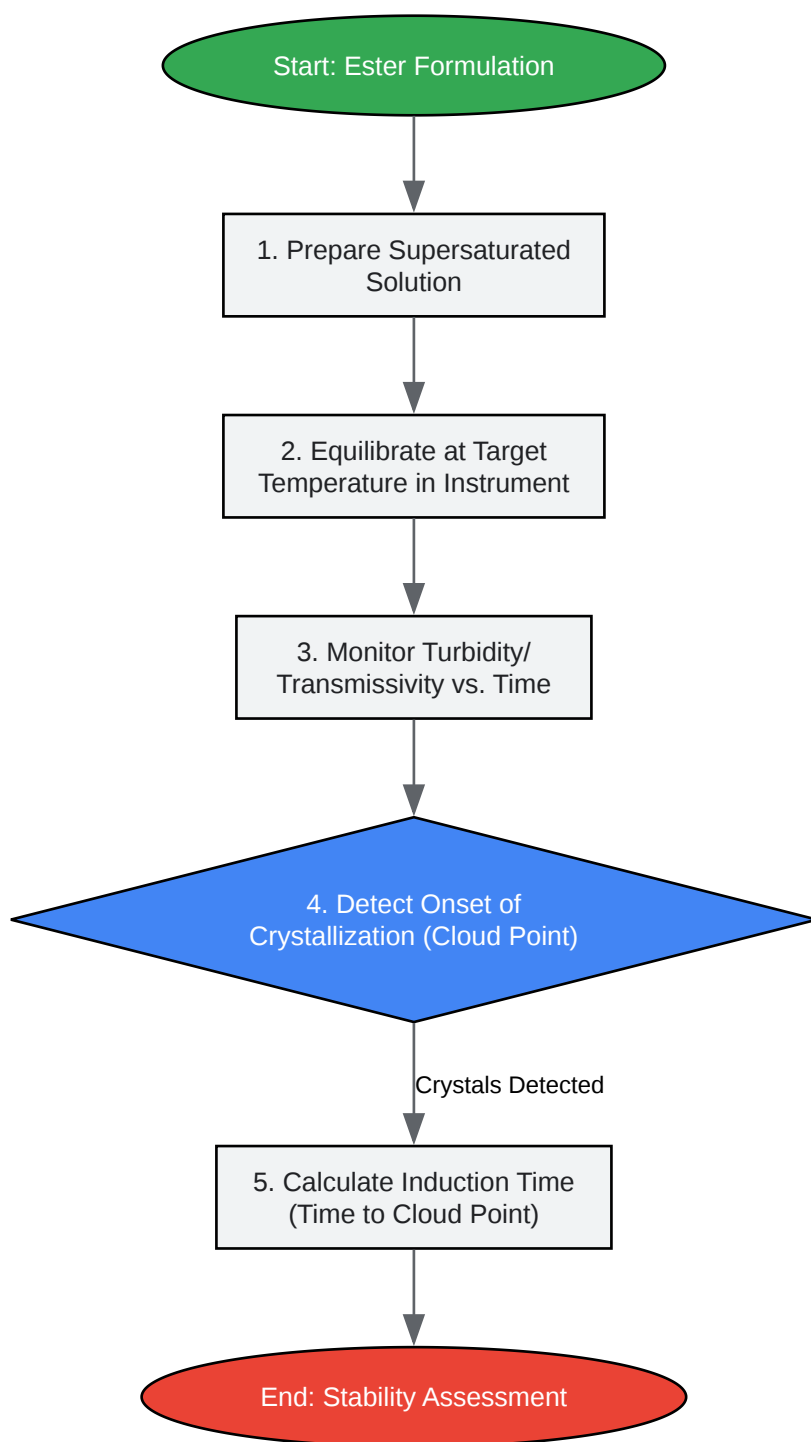 Start: Ester Formulation
1. Prepare Supersaturated
Solution
2. Equilibrate at Target
Temperature in Instrument
3. Monitor Turbidity/
Transmissivity vs. Time
4. Detect Onset of
Crystallization (Cloud Point)
Crystals Detected
5. Calculate Induction Time
(Time to Cloud Point)
End: Stability Assessment